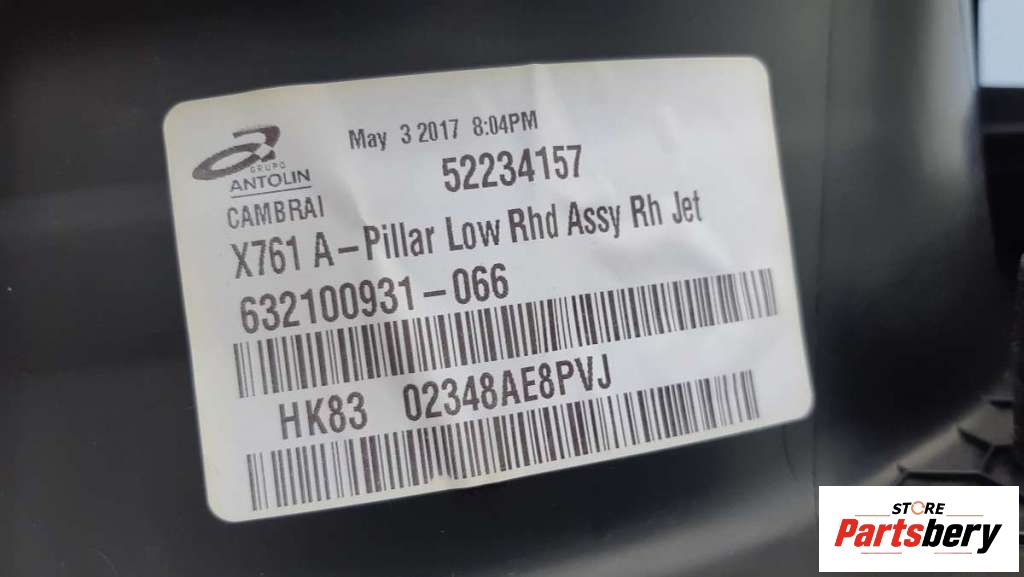 May 3 2017 8:04PM
GRUPO
ANTOLIN
52234157
CAMBRAI
X761 A-Pillar Low Rhd Assy Rh Jet
632100931-066
HK83 02348AE8PVJ
STORE
Partsbery